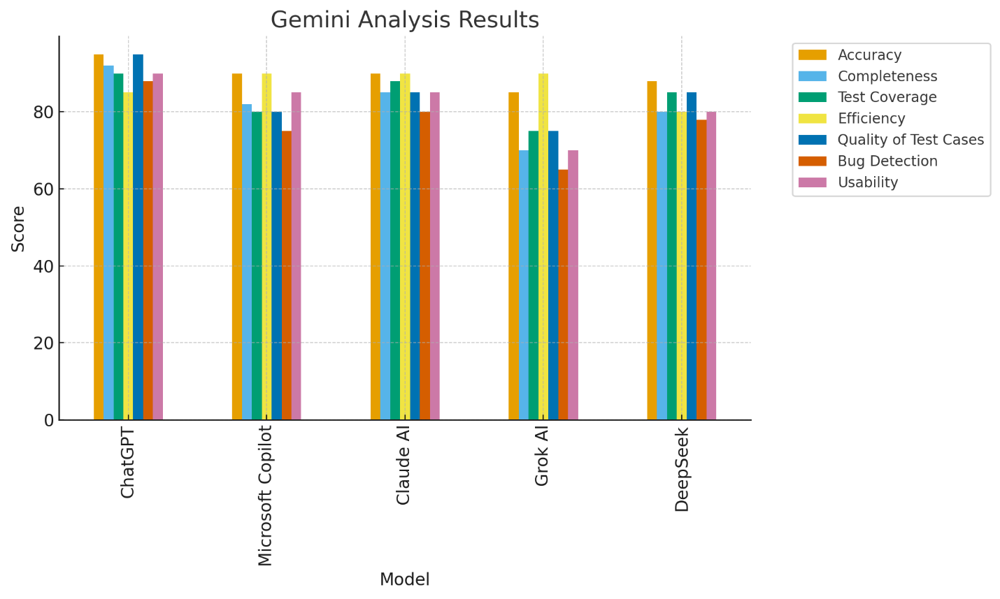 Gemini Analysis Results
Accuracy
Completeness
Test Coverage
Efficiency
Quality of Test Cases
Bug Detection
Usability
Score
80
60
40
20
0
ChatGPT
Microsoft Copilot
Claude AI
Grok AI
DeepSeek
Model